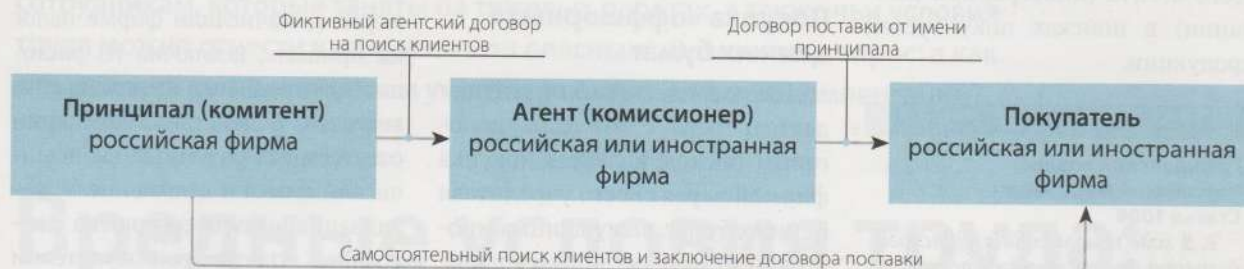 Фиктивный агентский договор
на поиск клиентов
Договор поставки от имени
принципала
Принципал (комитент)
российская фирма
Агент (комиссионер)
российская или иностранная
фирма
Покупатель
российская или иностранная
фирма
Самостоятельный поиск клиентов и заключение договора поставки